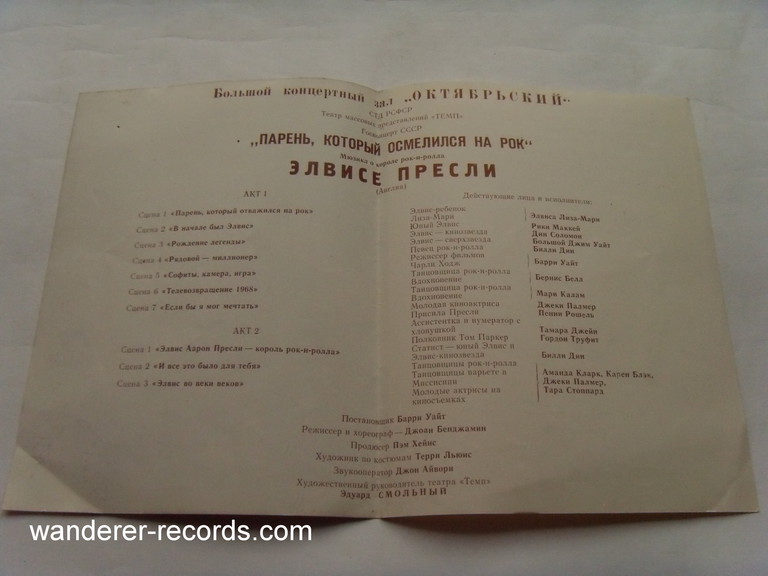 Большой концертный зал „ОКТЯБРЬСКИЙ"
СТД РСФСР
Театр массовых представлений «ТЕМП»
Госконцерт СССР
„ПАРЕНЬ, КОТОРЫЙ ОСМЕЛИЛСЯ НА РОК"
Мюзикл о короле рок-н-ролла
ЭЛВИСЕ ПРЕСЛИ
(Англия)
АКТ 1
Сцена 1 «Парень, который отважился на рок»
Сцена 2 «В начале был Элвис»
Сцена 3 «Рождение легенды»
Сцена 4 «Рядовой — миллионер»
Сцена 5 «Софиты, камера, игра»
Сцена 6 «Телевозвращение 1968»
Сцена 7 «Если бы я мог мечтать»
АКТ 2
Сцена 1 «Элвис Аарон Пресли — король рок-н-ролла»
Сцена 2 «И все это было для тебя»
Сцена 3 «Элвис во веки веков»
Действующие лица и исполнители:
Элвис-ребенок
Лиза-Мари
Элвиса Лиза-Мари
Юный Элвис
Рики Маккей
Элвис — кинозвезда
Дин Соломон
Элвис — сверхзвезда
Большой Джим Уайт
Певец рок-н-ролла
Билли Дин
Режиссер фильмов
Чарли Ходж
Барри Уайт
Танцовщица рок-н-ролла
Вдохновение
Бернис Белл
Танцовщица рок-н-ролла
Вдохновение
Мари Калам
Молодая киноактриса
Джеки Палмер
Присила Пресли
Пенни Рошель
Ассистентка и нумератор с
хлопушкой
Тамара Джейн
Полковник Том Паркер
Гордон Труфит
Статист — юный Элвис и
Элвис-кинозвезда
Билли Дин
Танцовщицы рок-н-ролла
Танцовщицы варьете и
Миссисипи
Молодые актрисы на
киносъемках
Аманда Кларк, Кауен Блэк,
Джеки Палмер,
Тара Стоппард
Постановщик Барри Уайт
Режиссер и хореограф — Джоан Бенджамин
Продюсер Пэм Хейнс
Художник по костюмам Терри Льюис
Звукооператор Джон Айвори
Художественный руководитель театра «Темп»
Эдуард СМОЛЬНЫЙ
wanderer-records.com